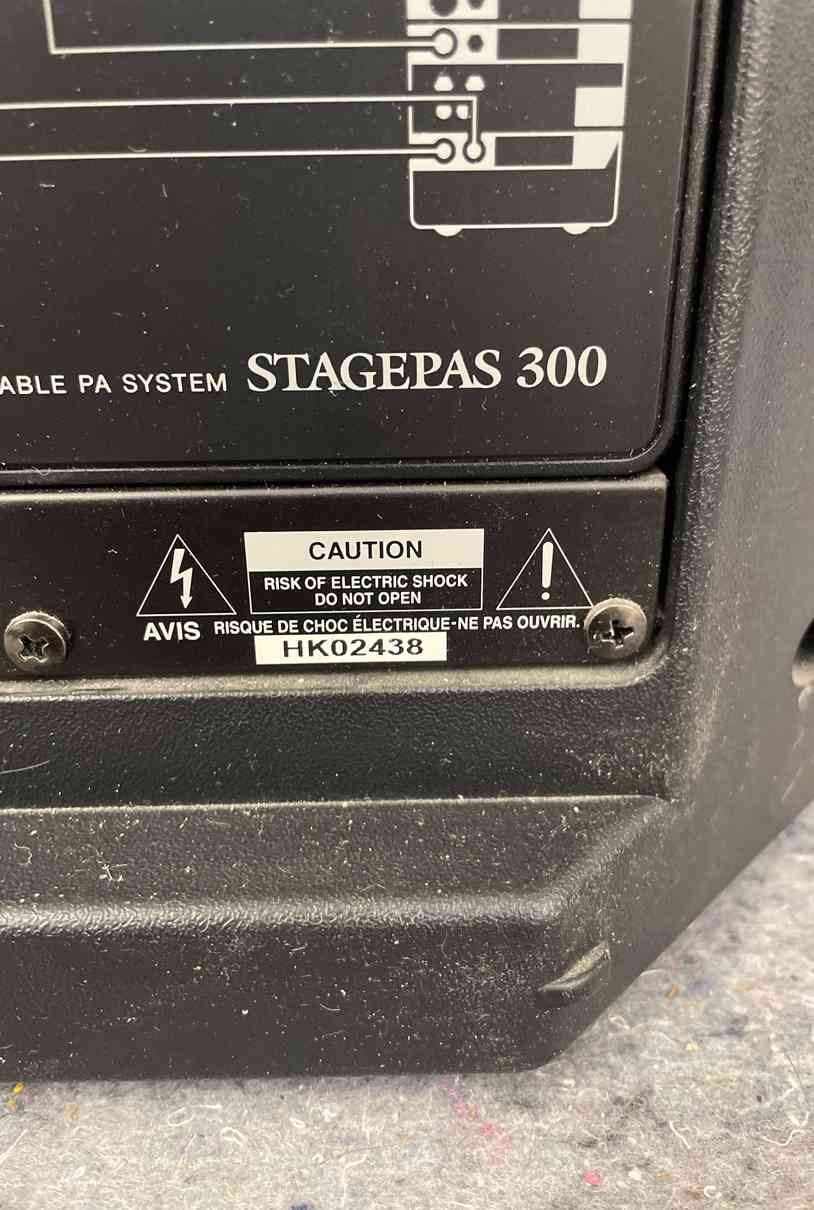 ABLE PA SYSTEM STAGEPAS 300
CAUTION
RISK OF ELECTRIC SHOCK
DO NOT OPEN
AVIS RISQUE DE CHOC ÉLECTRIQUE-NE PAS OUVRIR.
HK02438